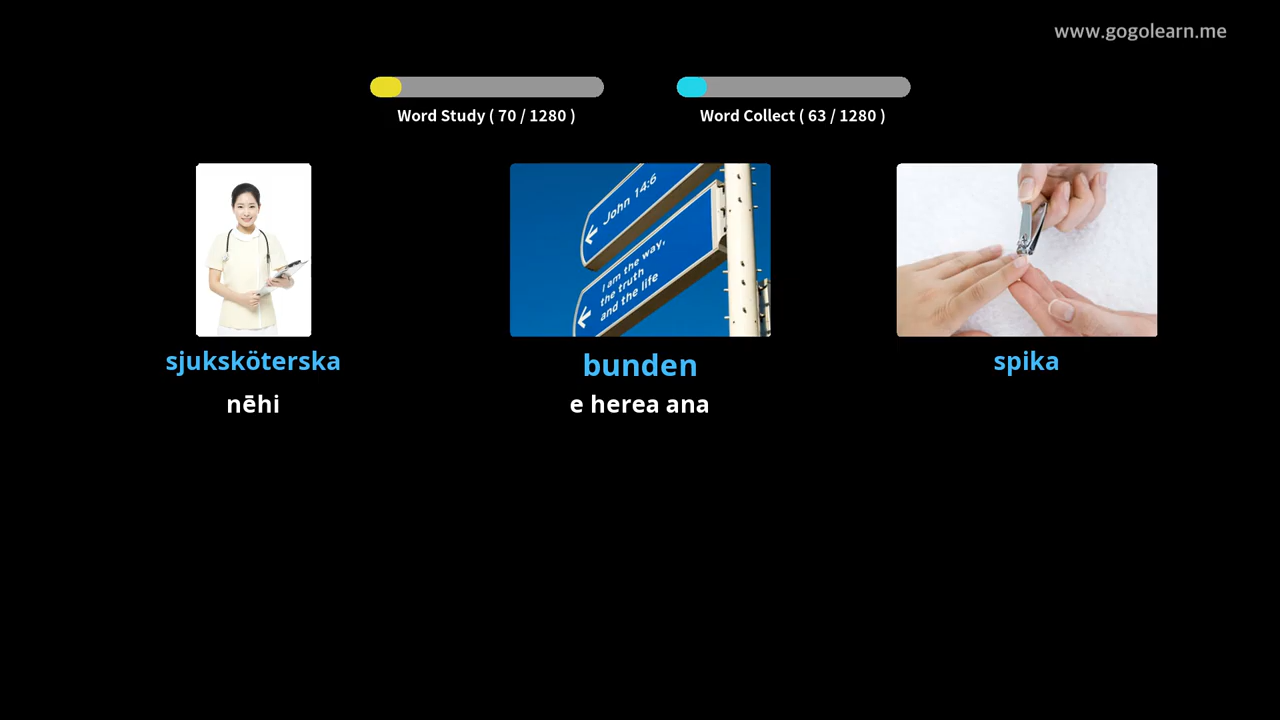 www.gogolearn.me
Word Study ( 70 / 1280 )
Word Collect ( 63 / 1280 )
John 14:6
I am the way,
the truth
and the life
sjuksköterska
bunden
spika
nēhi
e herea ana